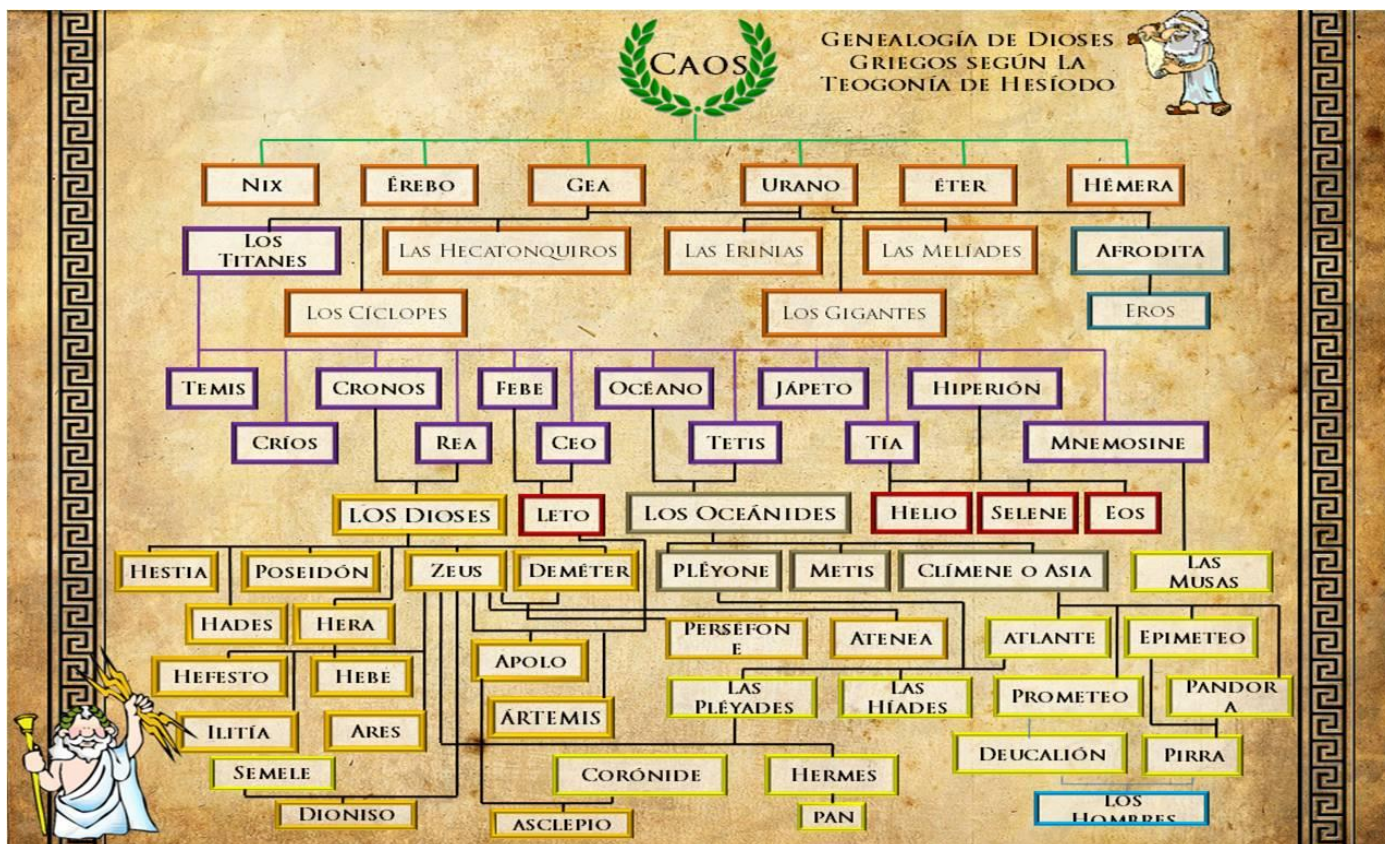 CAOS
GENEALOGÍA DE DIOSES
GRIEGOS SEGÚN LA
TEOGONÍA DE HESÍODO
NIX
ÉREBO
GEA
URANO
ÉTER
HÉMERA
LOS
TITANES
LAS HECATONQUIROS
LAS ERINIAS
LAS MELÍADES
AFRODITA
LOS CÍCLOPES
LOS GIGANTES
EROS
TEMIS
CRONOS
FEBE
OCÉANO
JÁPETO
HIPERIÓN
CRÍOS
REA
CEO
TETIS
TÍA
MNEMOSINE
LOS DIOSES
LETO
LOS OCEÁNIDES
HELIO
SELENE
EOS
HESTIA
POSEIDÓN
ZEUS
DEMÉTER
PLÉYONE
METIS
CLÍMENE O ASIA
LAS
MUSAS
HADES
HERA
PERSÉFON
E
ATENEA
ATLANTE
EPIMETEO
HEFESTO
HEBE
APOLO
LAS
PLÉYADES
LAS
HÍADES
PROMETEO
PANDOR
A
ILITÍA
ARES
ÁRTEMIS
DEUCALIÓN
PIRRA
SEMELE
CORÓNIDE
HERMES
DIONISO
ASCLEPIO
PAN
LOS
HOMBRES